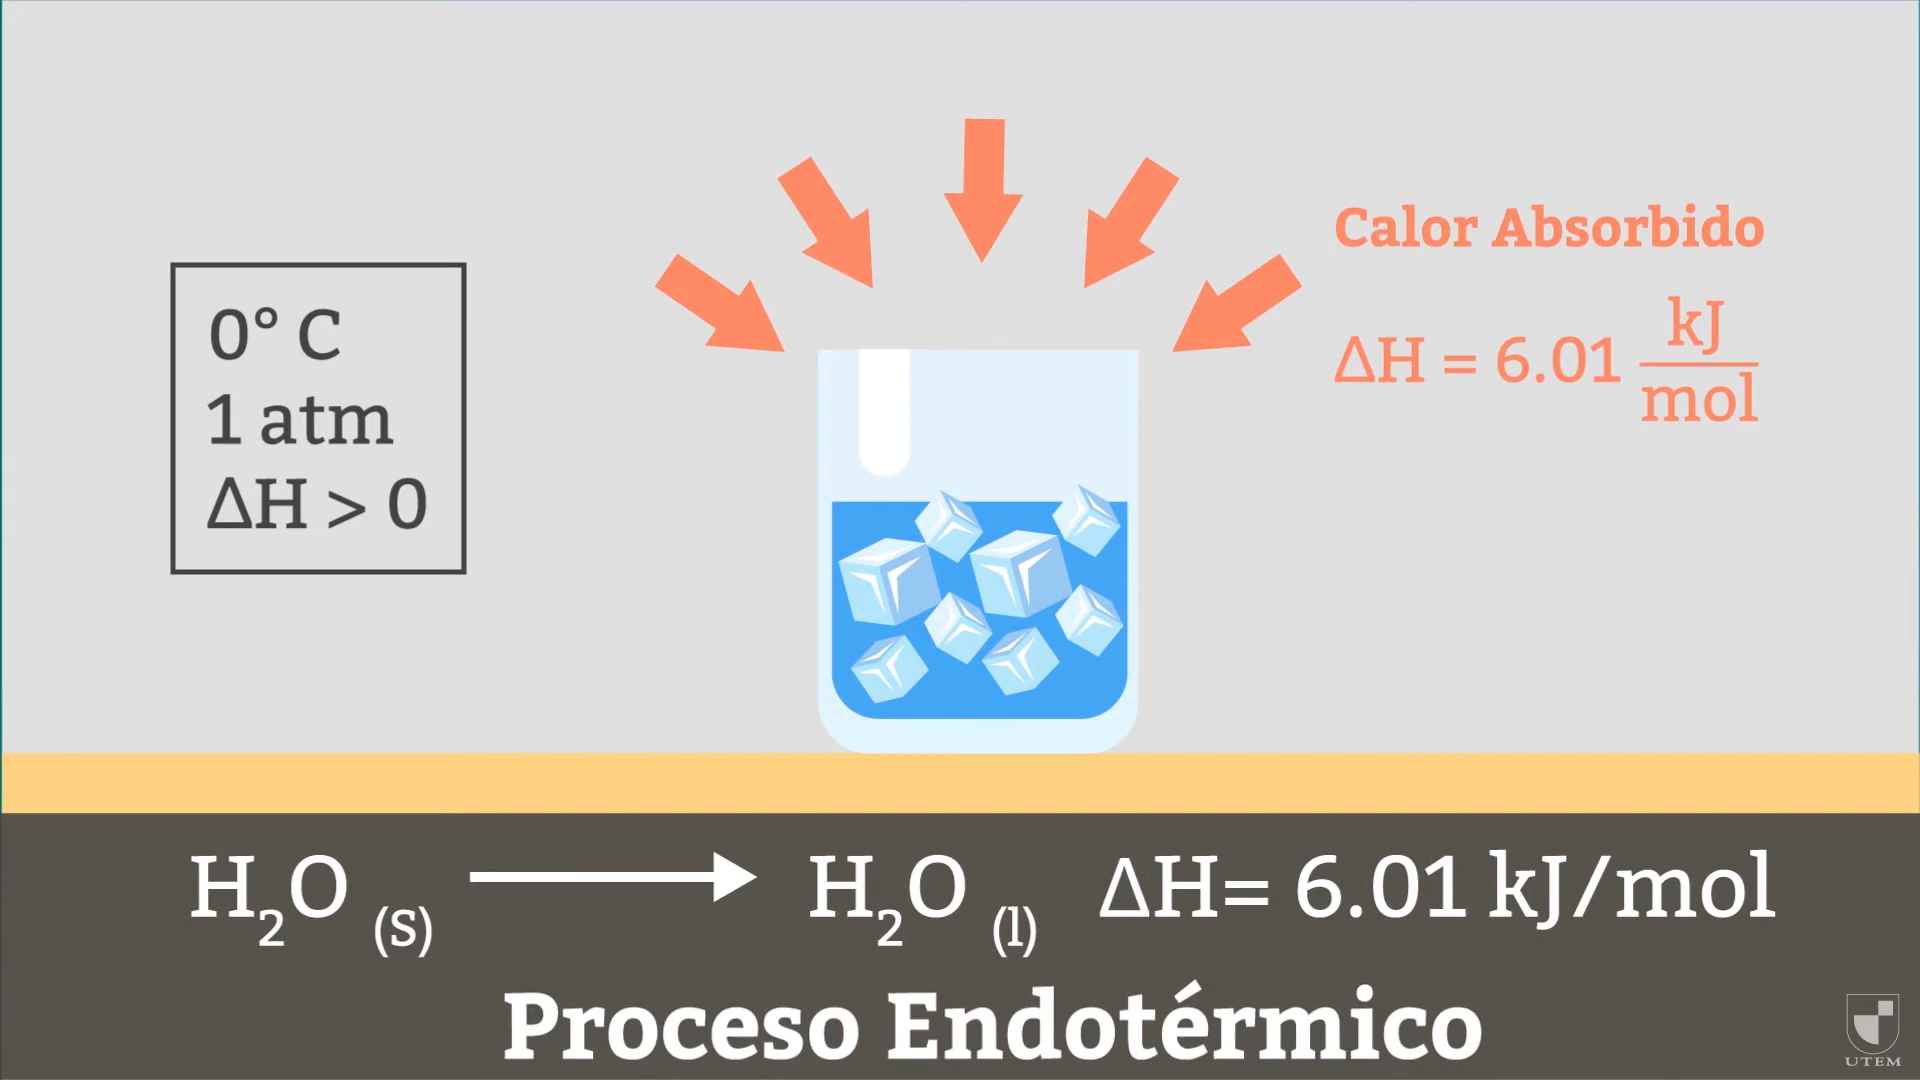 0° C
1 atm
ΔH > 0
Calor Absorbido
ΔH = 6.01 kJ/mol
H₂O (s) → H₂O (l) ΔH= 6.01 kJ/mol
Proceso Endotérmico
UTEM